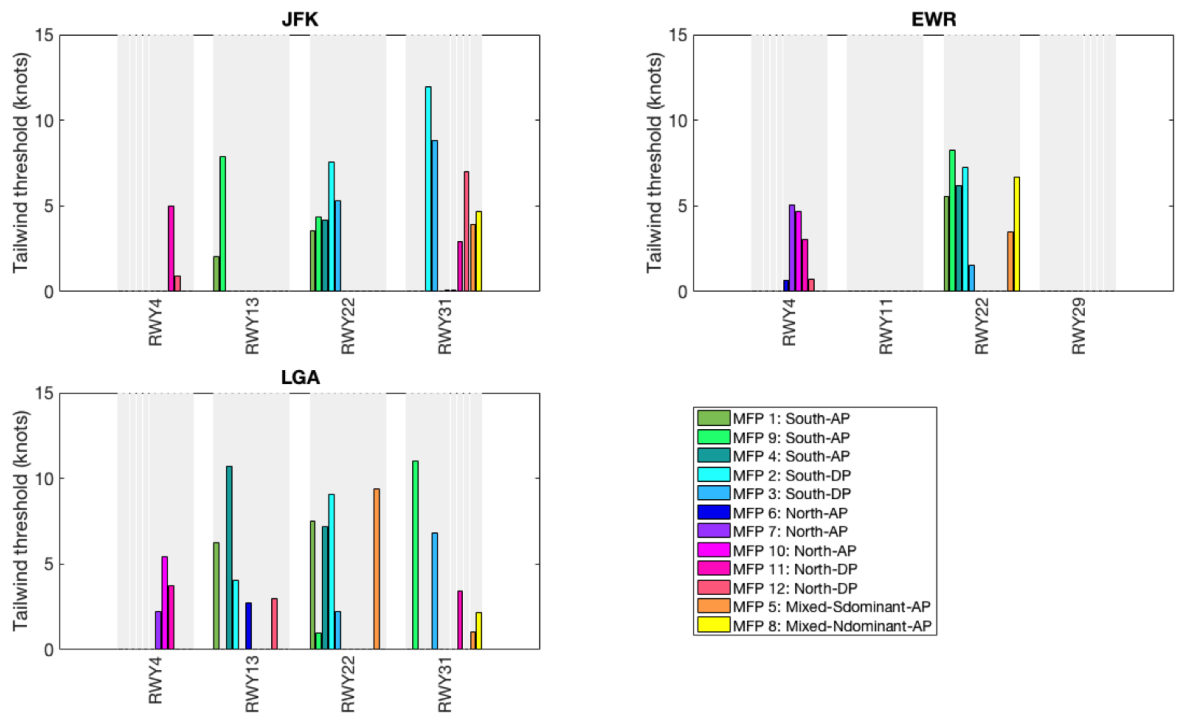 JFK
15
10
5
0
Tailwind threshold (knots)
RWY4
RWY13
RWY22
RWY31
EWR
15
10
5
0
Tailwind threshold (knots)
RWY4
RWY11
RWY22
RWY29
LGA
15
10
5
0
Tailwind threshold (knots)
RWY4
RWY13
RWY22
RWY31
MFP 1: South-AP
MFP 9: South-AP
MFP 4: South-AP
MFP 2: South-DP
MFP 3: South-DP
MFP 6: North-AP
MFP 7: North-AP
MFP 10: North-AP
MFP 11: North-DP
MFP 12: North-DP
MFP 5: Mixed-Sdominant-AP
MFP 8: Mixed-Ndominant-AP